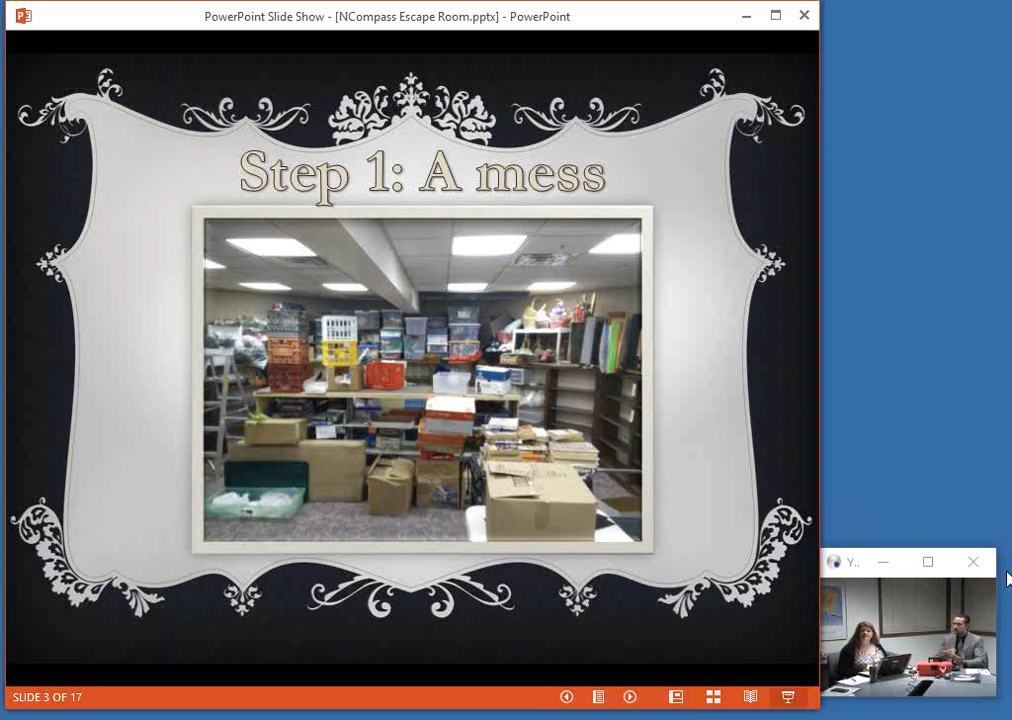 PowerPoint Slide Show - [NCompass Escape Room.pptx] - PowerPoint
Step 1: A mess
Y..
SLIDE 3 OF 17